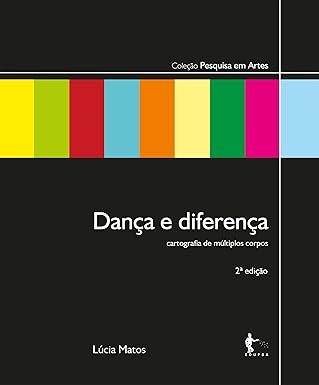 Coleção Pesquisa em Artes
Dança e diferença
cartografia de múltiplos corpos
2ª edição
Lúcia Matos
EDUFBA